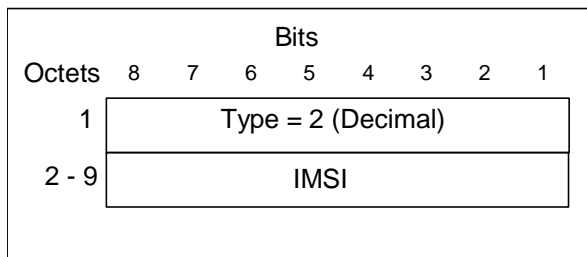 Bits
Octets 8 7 6 5 4 3 2 1
1 Type = 2 (Decimal)
2 - 9 IMSI